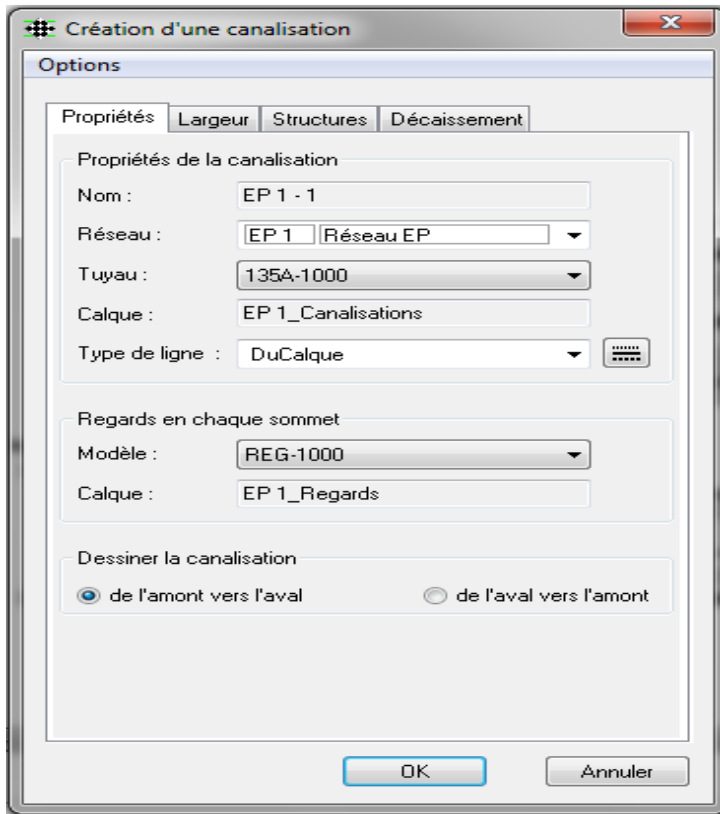 Création d'une canalisation
Options
Propriétés Largeur Structures Décaissement
Propriétés de la canalisation
Nom : EP 1 - 1
Réseau : EP 1 Réseau EP
Tuyau : 135A-1000
Calque : EP 1_Canalisations
Type de ligne : DuCalque
Regards en chaque sommet
Modèle : REG-1000
Calque : EP 1_Regards
Dessiner la canalisation
de l'amont vers l'aval de l'aval vers l'amont
OK Annuler